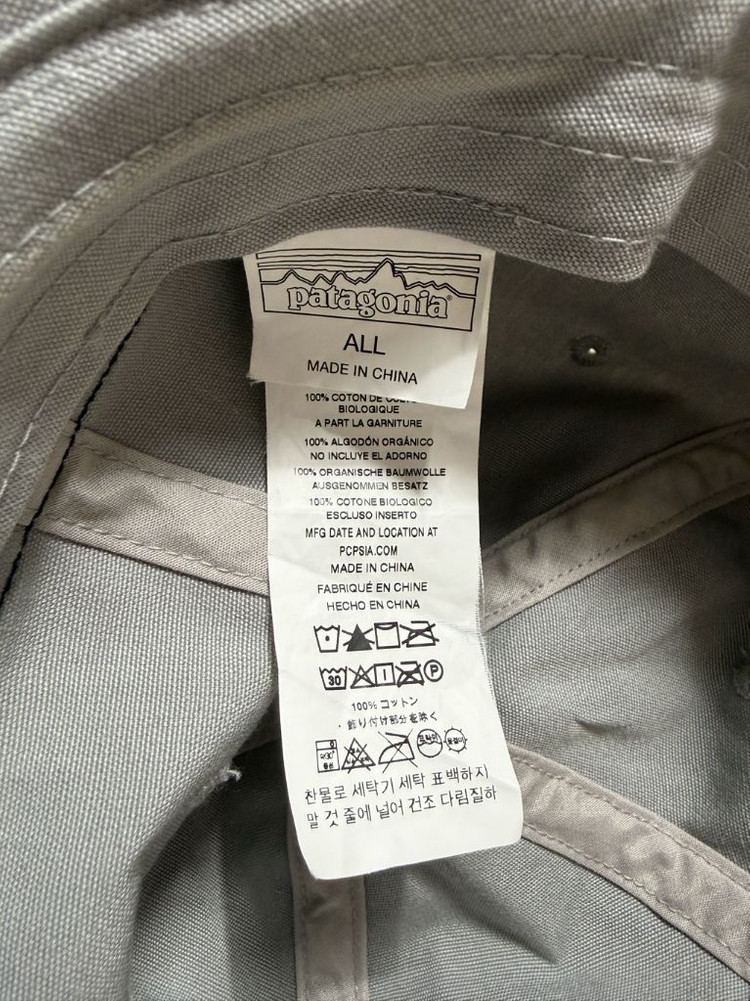 patagonia®
ALL
MADE IN CHINA
100% COTON DE
BIOLOGIQUE
A PART LA GARNITURE
100% ALGODÓN ORGÁNICO
NO INCLUYE EL ADORNO
100% ORGANISCHE BAUMWOLLE
AUSGENOMMEN BESATZ
100% COTONE BIOLOGICO
ESCLUSO INSERTO
MFG DATE AND LOCATION AT
PCPSIA.COM
MADE IN CHINA
FABRIQUÉ EN CHINE
HECHO EN CHINA
30 P
100% コットン
・飾り付け部分を除く
찬물로 세탁기 세탁 표백하지
말 것 줄에 널어 건조 다림질하